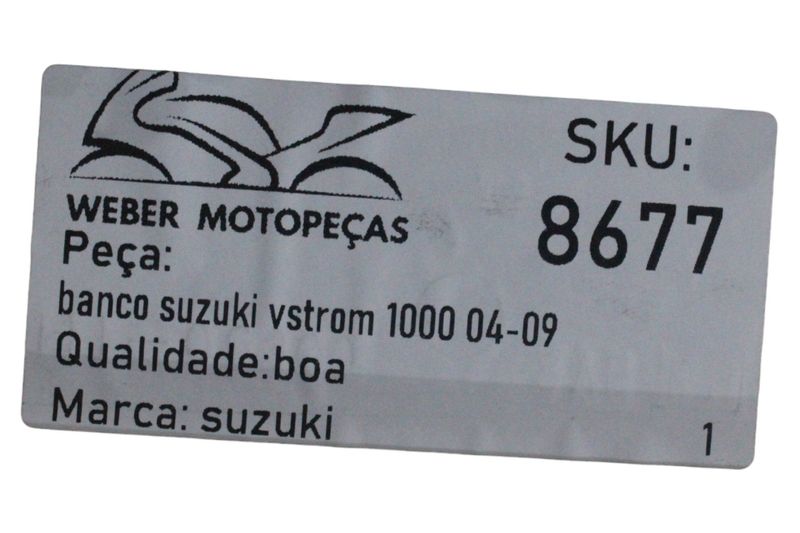 WEBER MOTOPEÇAS
SKU:
8677
Peça:
banco suzuki vstrom 1000 04-09
Qualidade:boa
Marca: suzuki
1